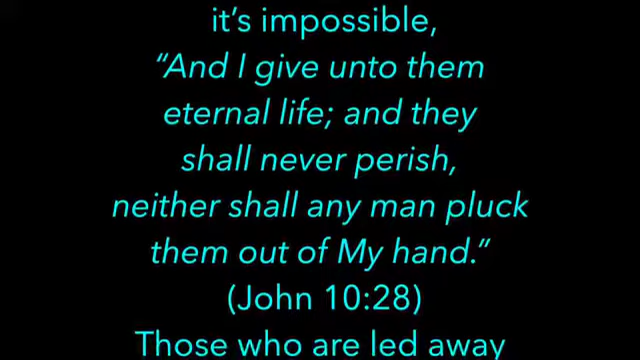 it’s impossible,
“And I give unto them
eternal life; and they
shall never perish,
neither shall any man pluck
them out of My hand.”
(John 10:28)
Those who are led away